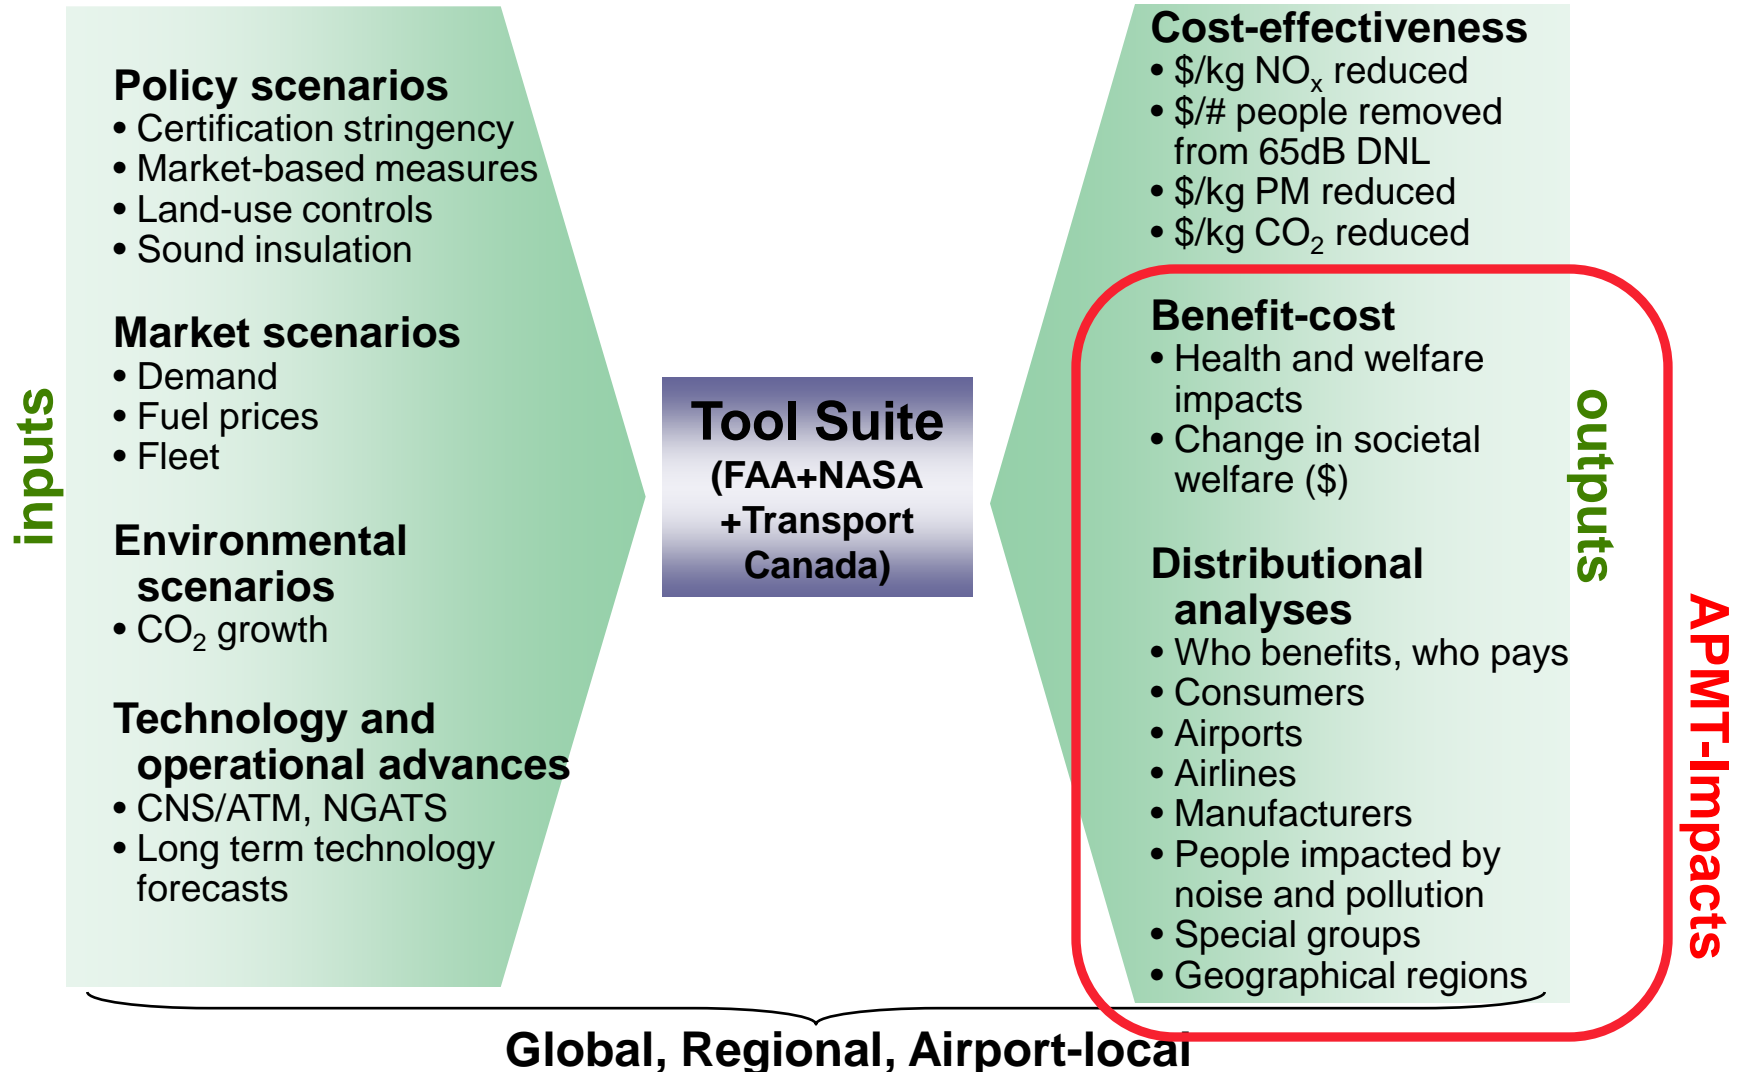 inputs
Policy scenarios
• Certification stringency
• Market-based measures
• Land-use controls
• Sound insulation
Market scenarios
• Demand
• Fuel prices
• Fleet
Environmental
scenarios
• CO₂ growth
Technology and
operational advances
• CNS/ATM, NGATS
• Long term technology
forecasts
Tool Suite
(FAA+NASA
+Transport
Canada)
Cost-effectiveness
• $/kg NOₓ reduced
• $/# people removed
from 65dB DNL
• $/kg PM reduced
• $/kg CO₂ reduced
Benefit-cost
• Health and welfare
impacts
• Change in societal
welfare ($)
Distributional
analyses
• Who benefits, who pays
• Consumers
• Airports
• Airlines
• Manufacturers
• People impacted by
noise and pollution
• Special groups
• Geographical regions
outputs
APMT-Impacts
Global, Regional, Airport-local